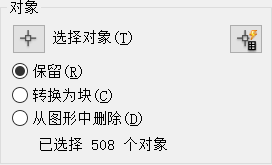 对象
选择对象(T)
保留(R)
转换为块(C)
从图形中删除(D)
已选择 508 个对象